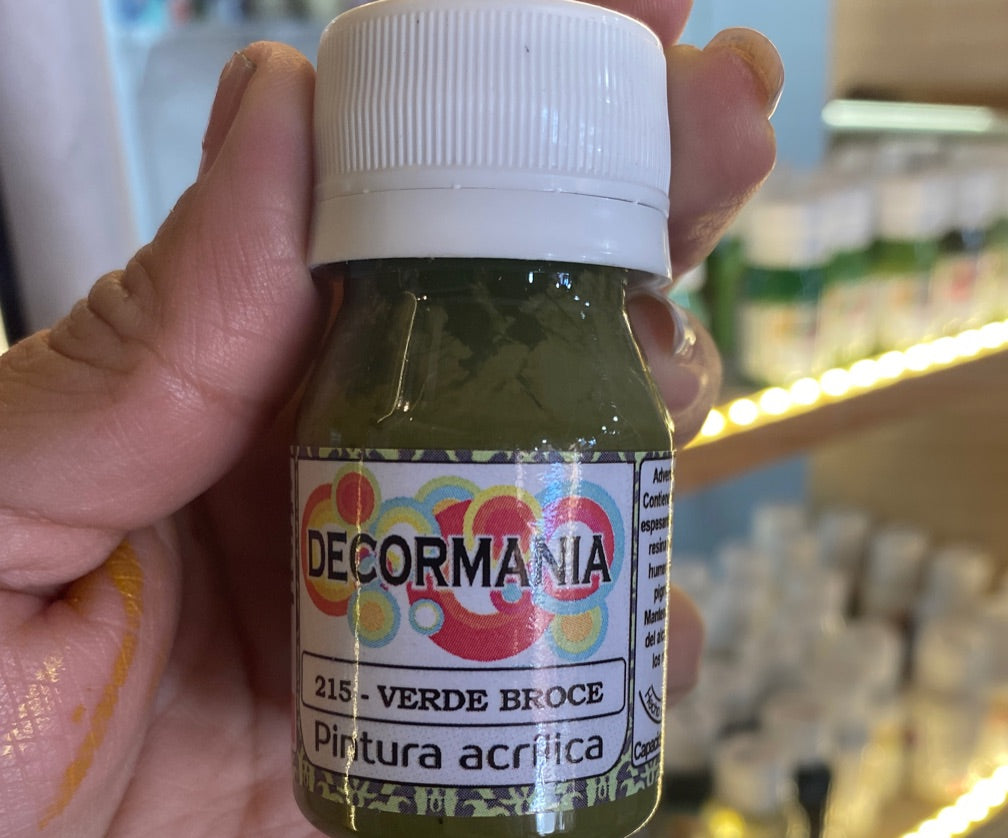 DECORMANIA
215 - VERDE BROCE
Pintura acrílica